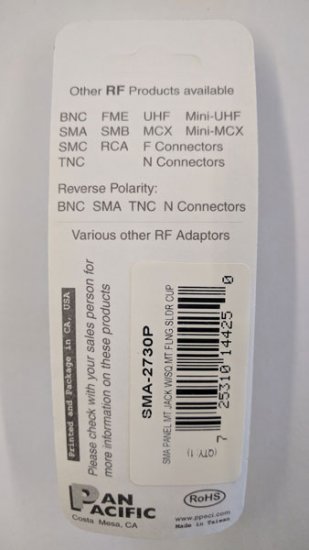 Other RF Products available
BNC FME UHF Mini-UHF
SMA SMB MCX Mini-MCX
SMC RCA F Connectors
TNC N Connectors
Reverse Polarity:
BNC SMA TNC N Connectors
Various other RF Adaptors
Printed and Package in CA, USA
Please check with your sales person for
more information on these products
SMA-2730P
SMA PANEL MT JACK W/SQ MT FLNG SLDR CUP
7 25310 14425 0
(QTY: 1)
PAN
PACIFIC
Costa Mesa, CA
RoHS
www.ppeci.com
Made in Taiwan